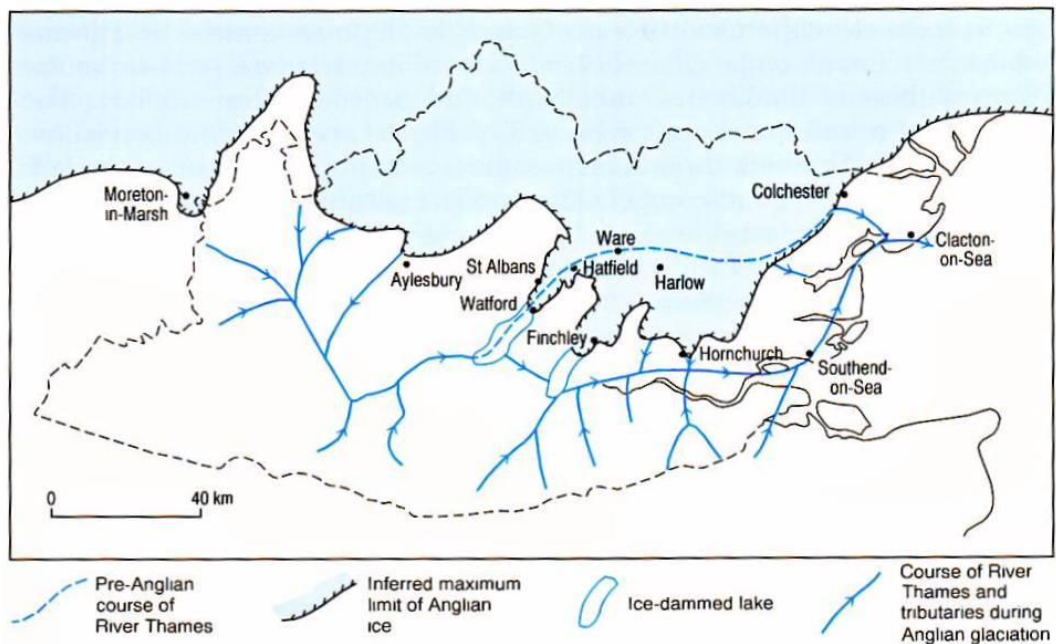 Moreton-
in-Marsh
Aylesbury
St Albans
Watford
Ware
Hatfield
Harlow
Finchley
Hornchurch
Colchester
Clacton-
on-Sea
Southend-
on-Sea
0 40 km
Pre-Anglian
course of
River Thames
Inferred maximum
limit of Anglian
ice
Ice-dammed lake
Course of River
Thames and
tributaries during
Anglian glaciation